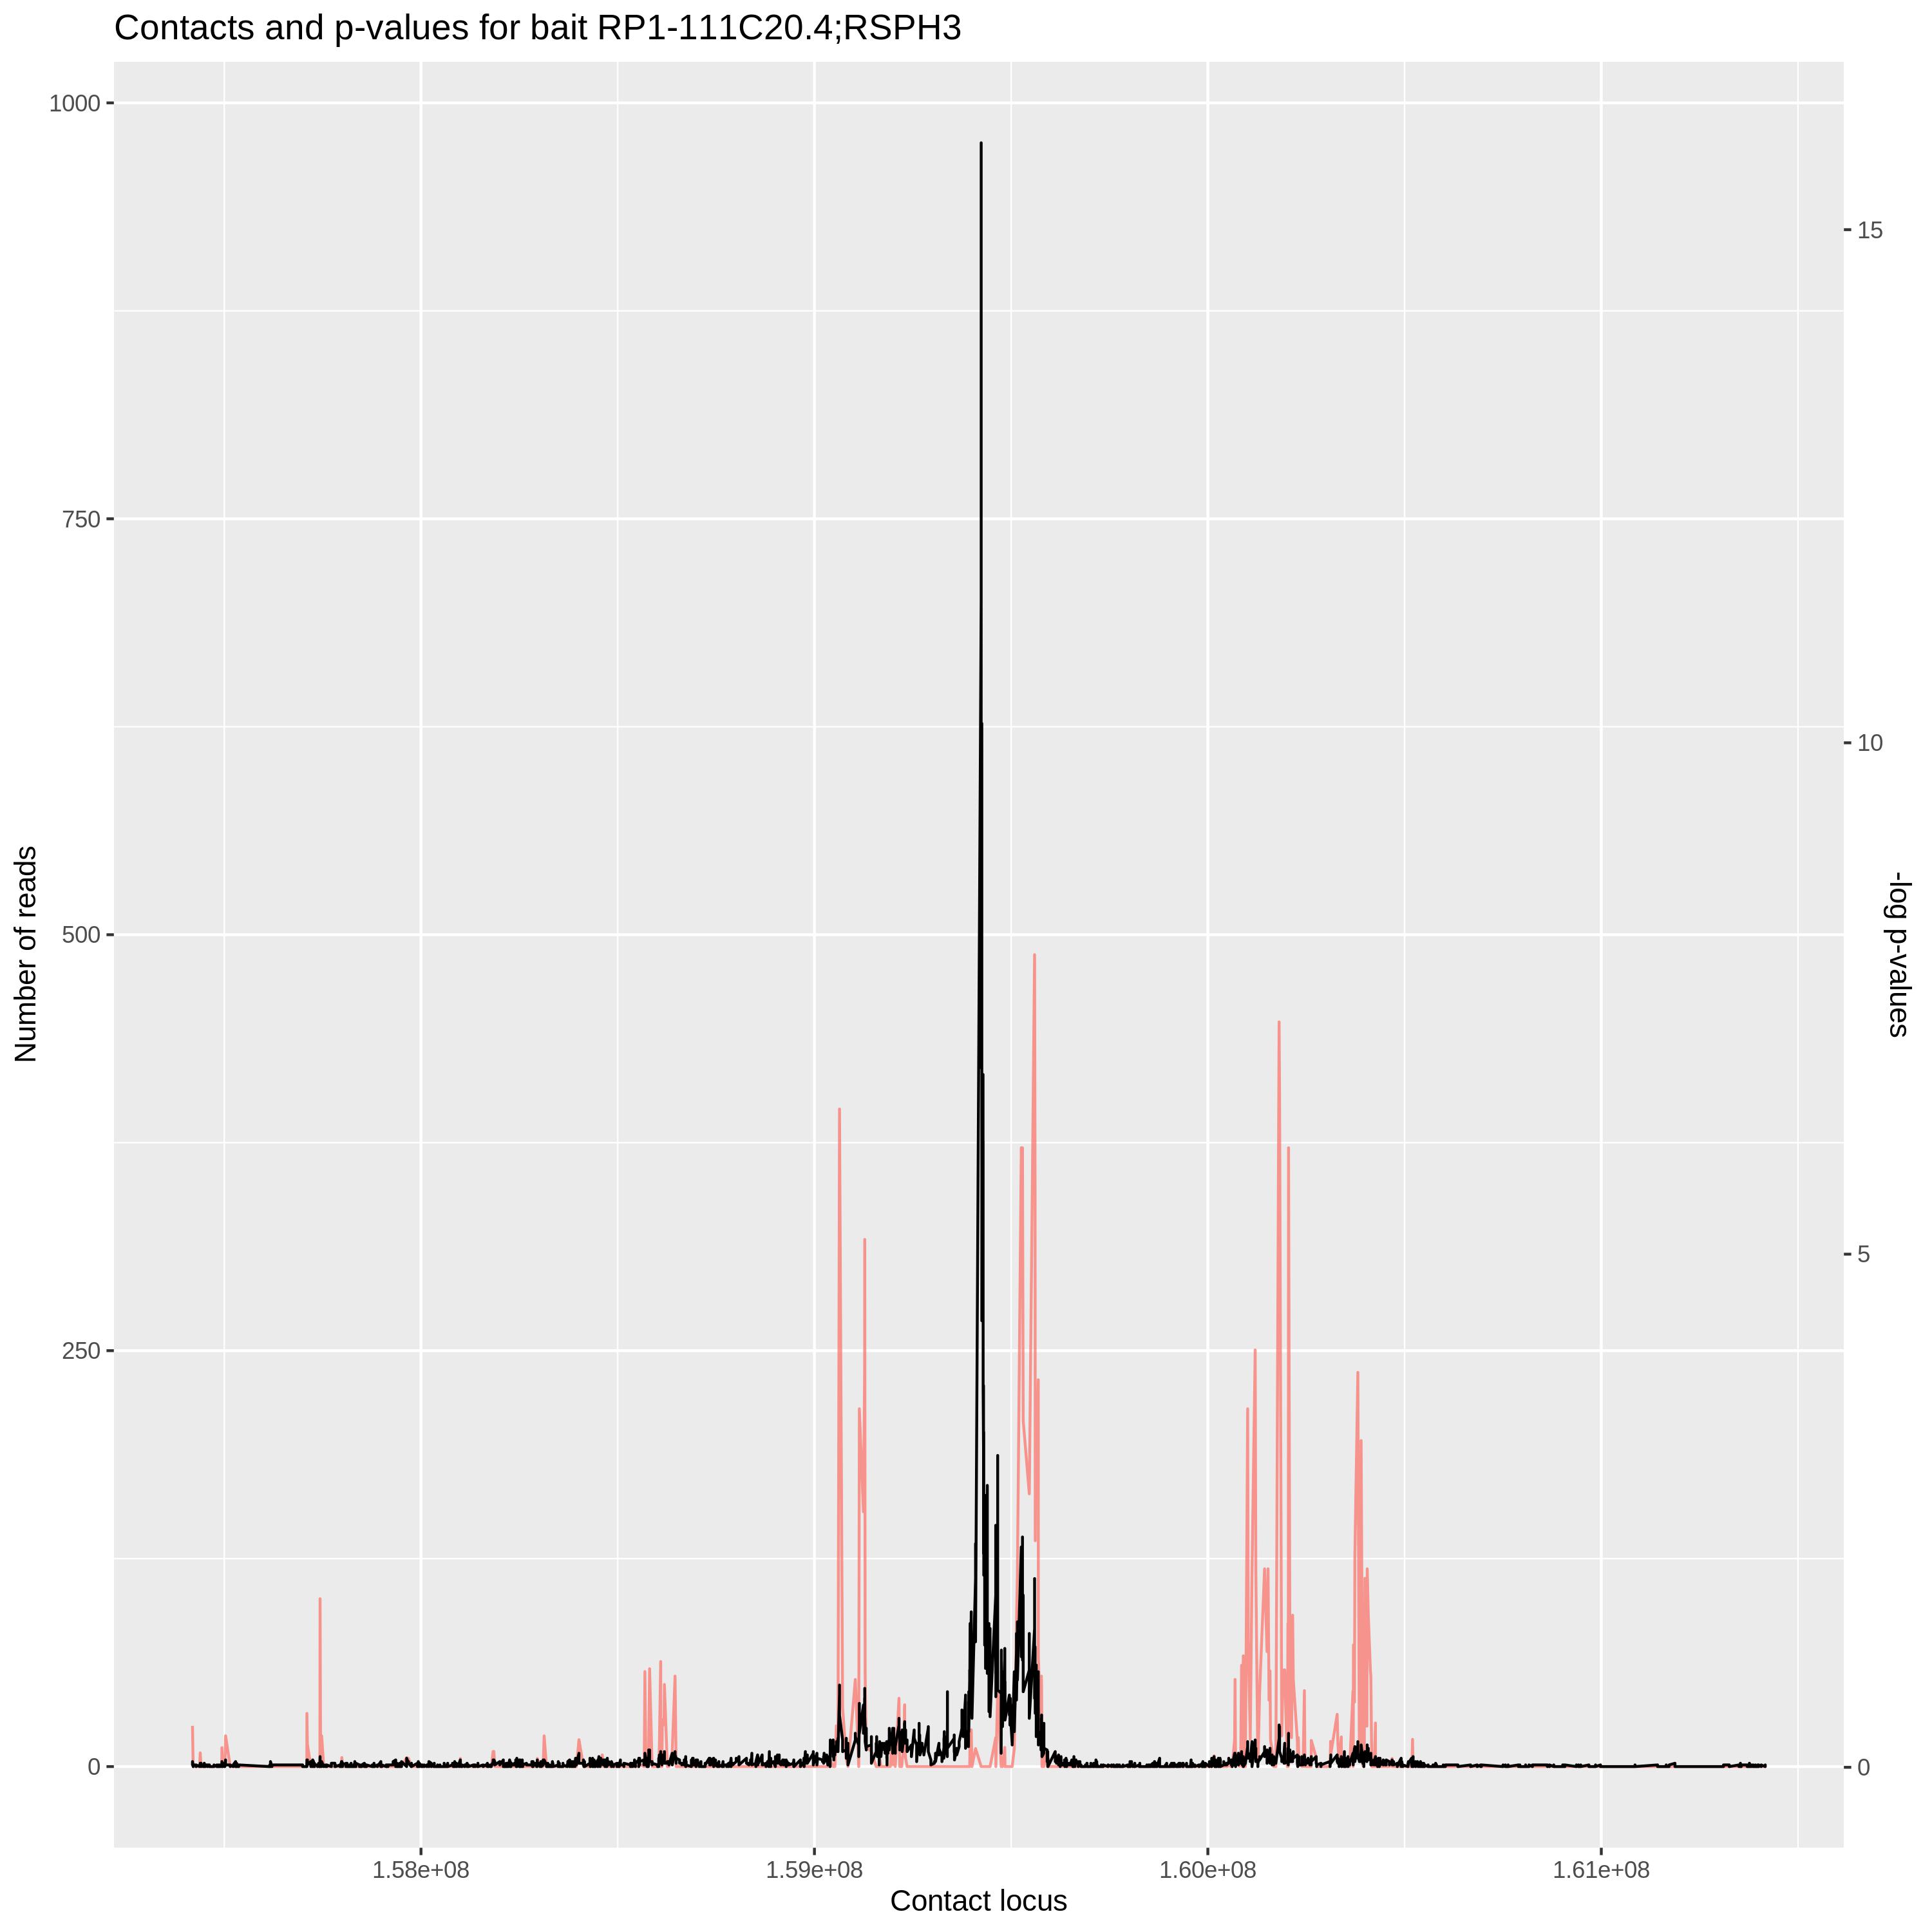 Contacts and p-values for bait RP1-111C20.4;RSPH3
1000
750
500
250
0
Number of reads
15
10
5
0
-log p-values
1.58e+08
1.59e+08
1.60e+08
1.61e+08
Contact locus